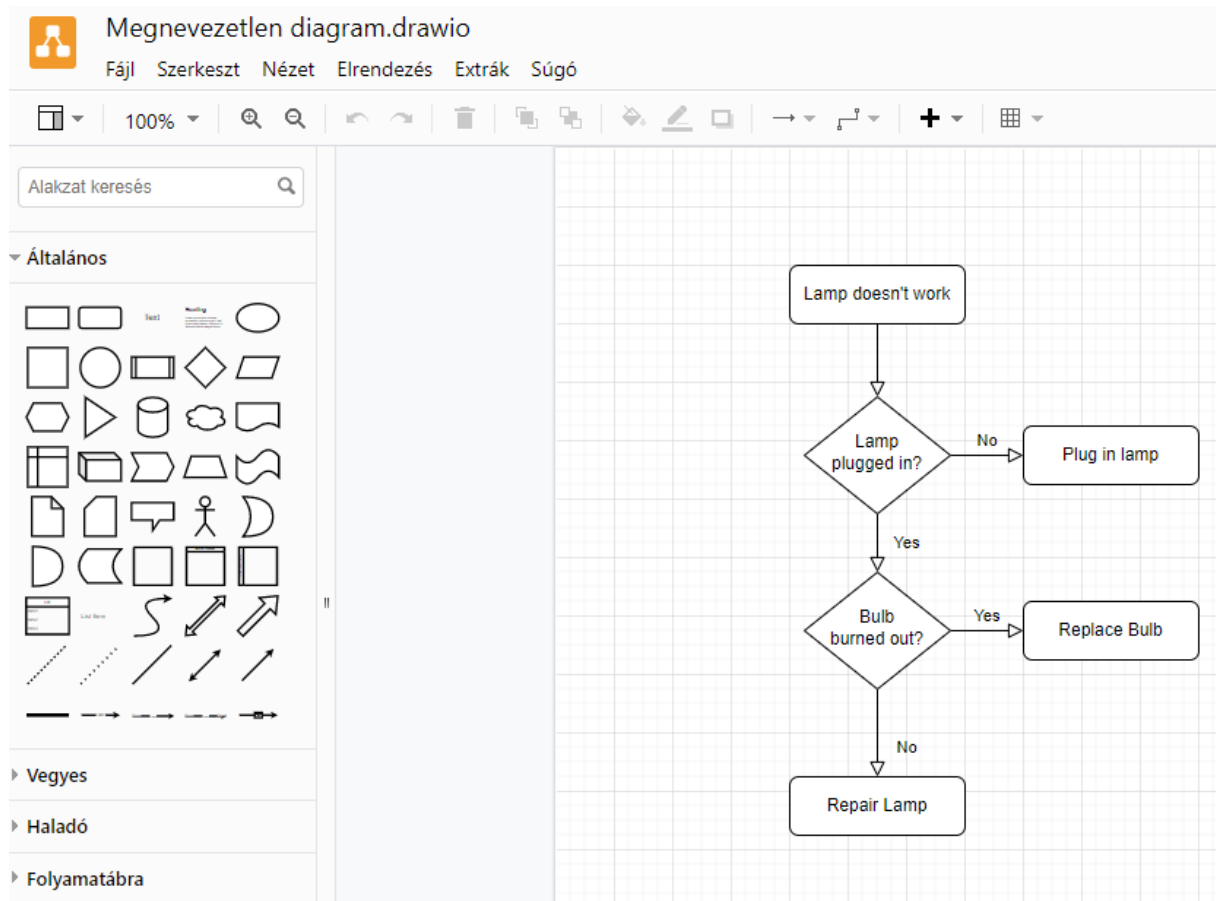 Megnevezetlen diagram.drawio
Fájl Szerkeszt Nézet Elrendezés Extrák Súgó
100%
Alakzat keresés
Általános
Text
Heading
List Item
Vegyes
Haladó
Folyamatábra
Lamp doesn't work
Lamp
plugged in?
No
Plug in lamp
Yes
Bulb
burned out?
Yes
Replace Bulb
No
Repair Lamp